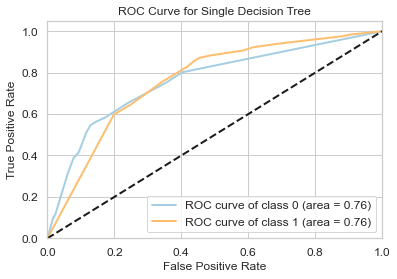 ROC Curve for Single Decision Tree
True Positive Rate
1.0
0.8
0.6
0.4
0.2
0.0
ROC curve of class 0 (area = 0.76)
ROC curve of class 1 (area = 0.76)
0.0 0.2 0.4 0.6 0.8 1.0
False Positive Rate